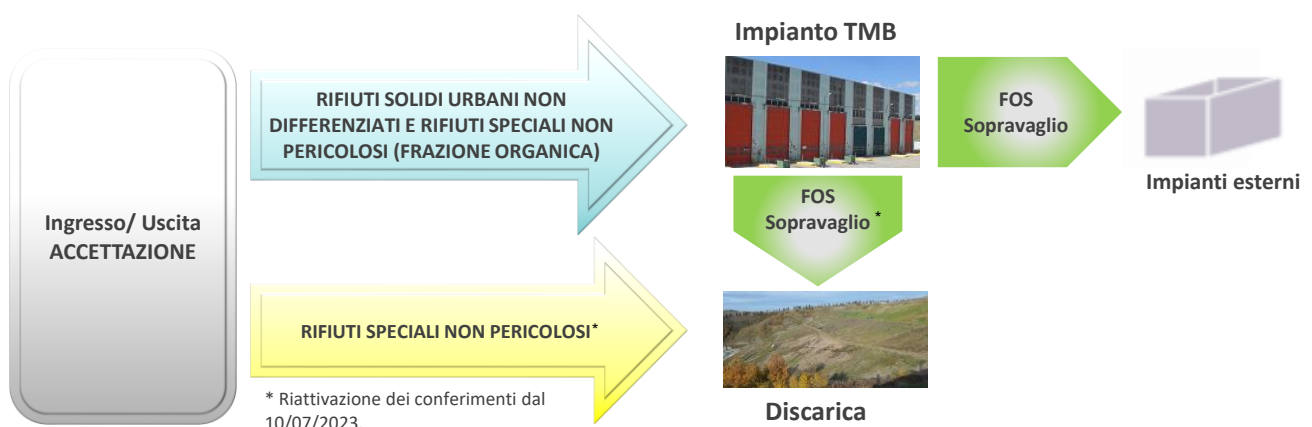 Impianto TMB
RIFIUTI SOLIDI URBANI NON
DIFFERENZIATI E RIFIUTI SPECIALI NON
PERICOLOSI (FRAZIONE ORGANICA)
FOS
Sopravaglio
Impianti esterni
Ingresso/ Uscita
ACCETTAZIONE
FOS
Sopravaglio *
RIFIUTI SPECIALI NON PERICOLOSI*
* Riattivazione dei conferimenti dal
10/07/2023
Discarica